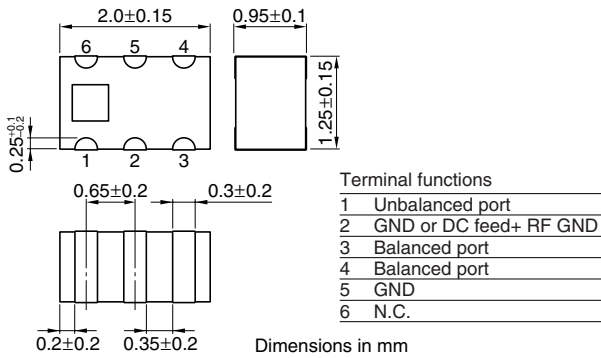 2.0±0.15
0.95±0.1
6 5 4
1.25±0.15
0.25+0.1-0.2
1 2 3
0.65±0.2
0.3±0.2
0.2±0.2
0.35±0.2
Dimensions in mm
Terminal functions
1 Unbalanced port
2 GND or DC feed+ RF GND
3 Balanced port
4 Balanced port
5 GND
6 N.C.